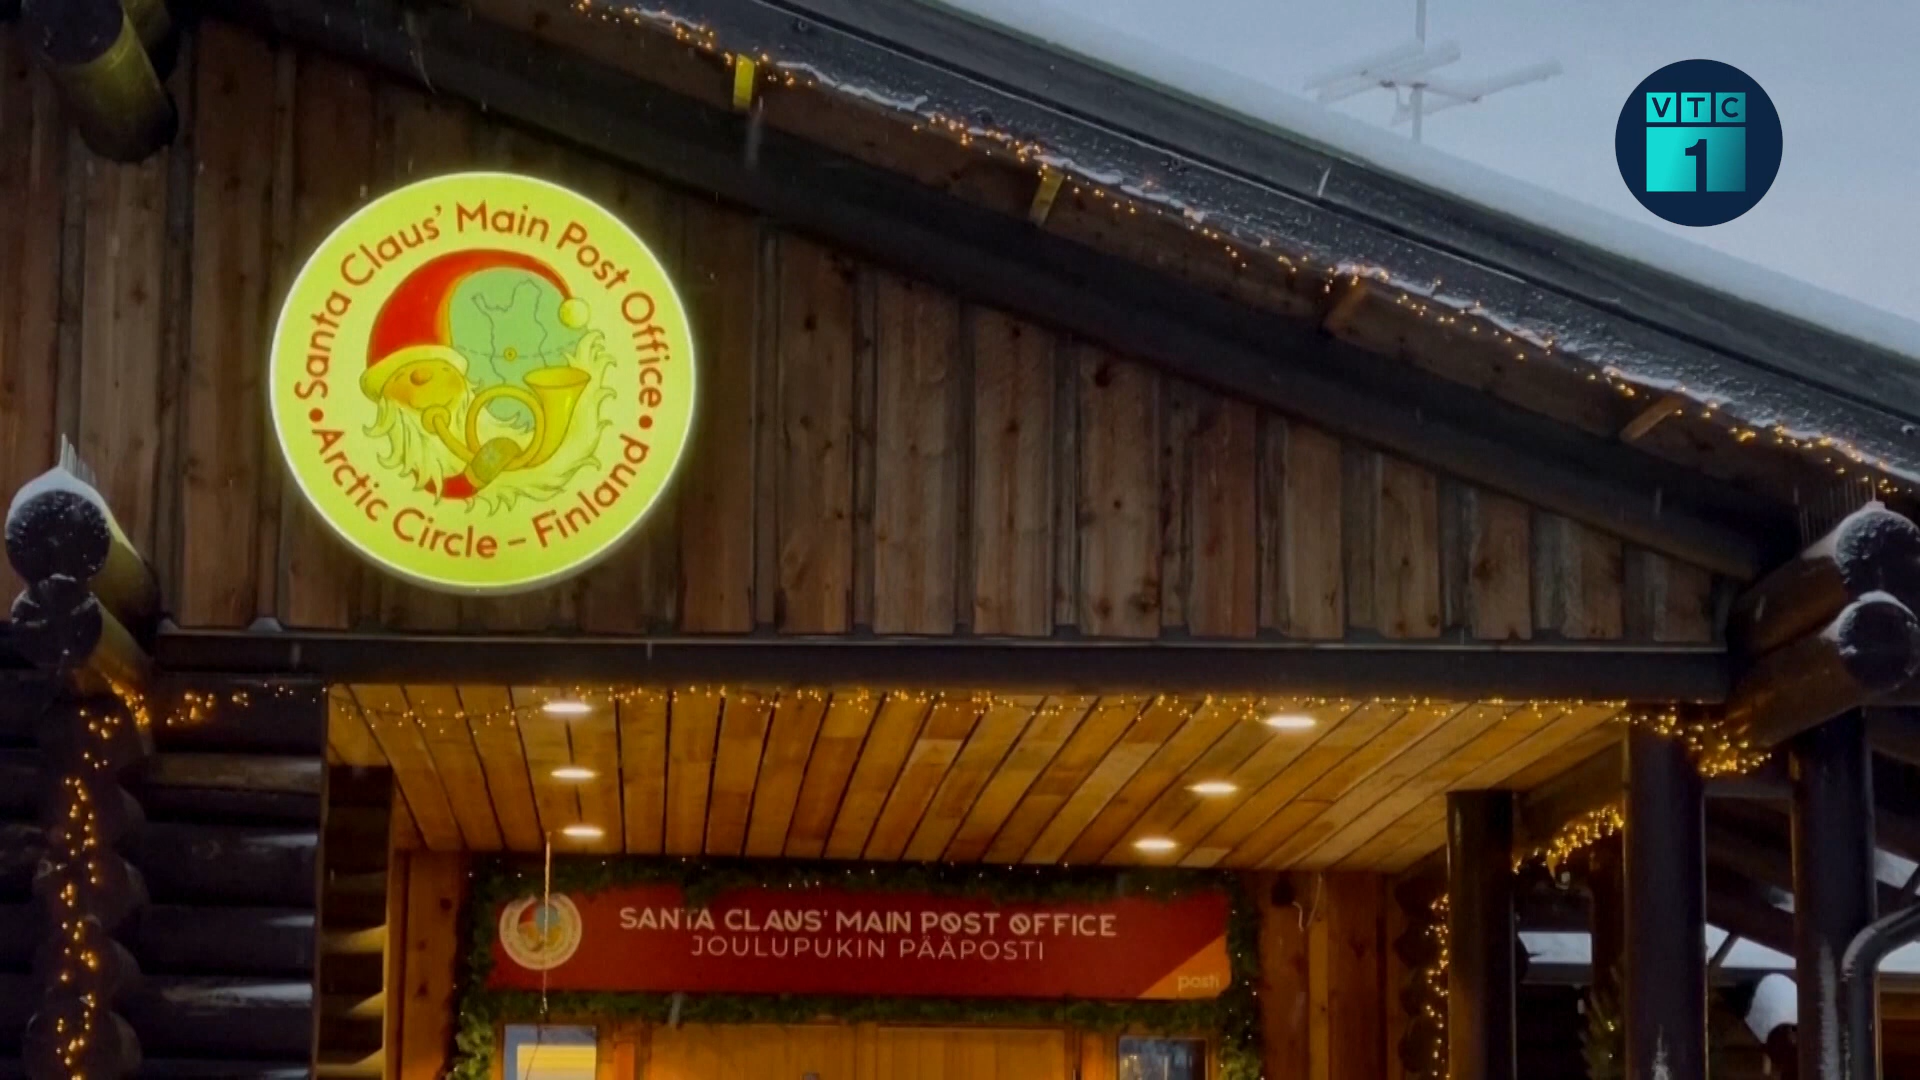 VTC
1
Santa Claus' Main Post Office
• Arctic Circle – Finland •
SANTA CLAUS' MAIN POST OFFICE
JOULUPUKIN PÄÄPOSTI
posti